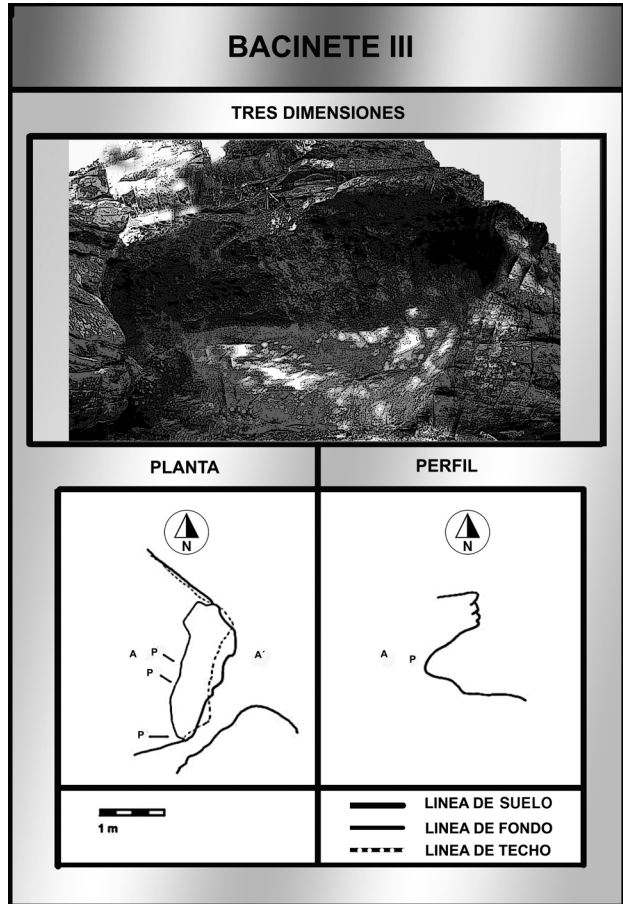 BACINETE III
TRES DIMENSIONES
PLANTA
PERFIL
N
N
A P
P
A´
P
A P
1 m
LINEA DE SUELO
LINEA DE FONDO
LINEA DE TECHO